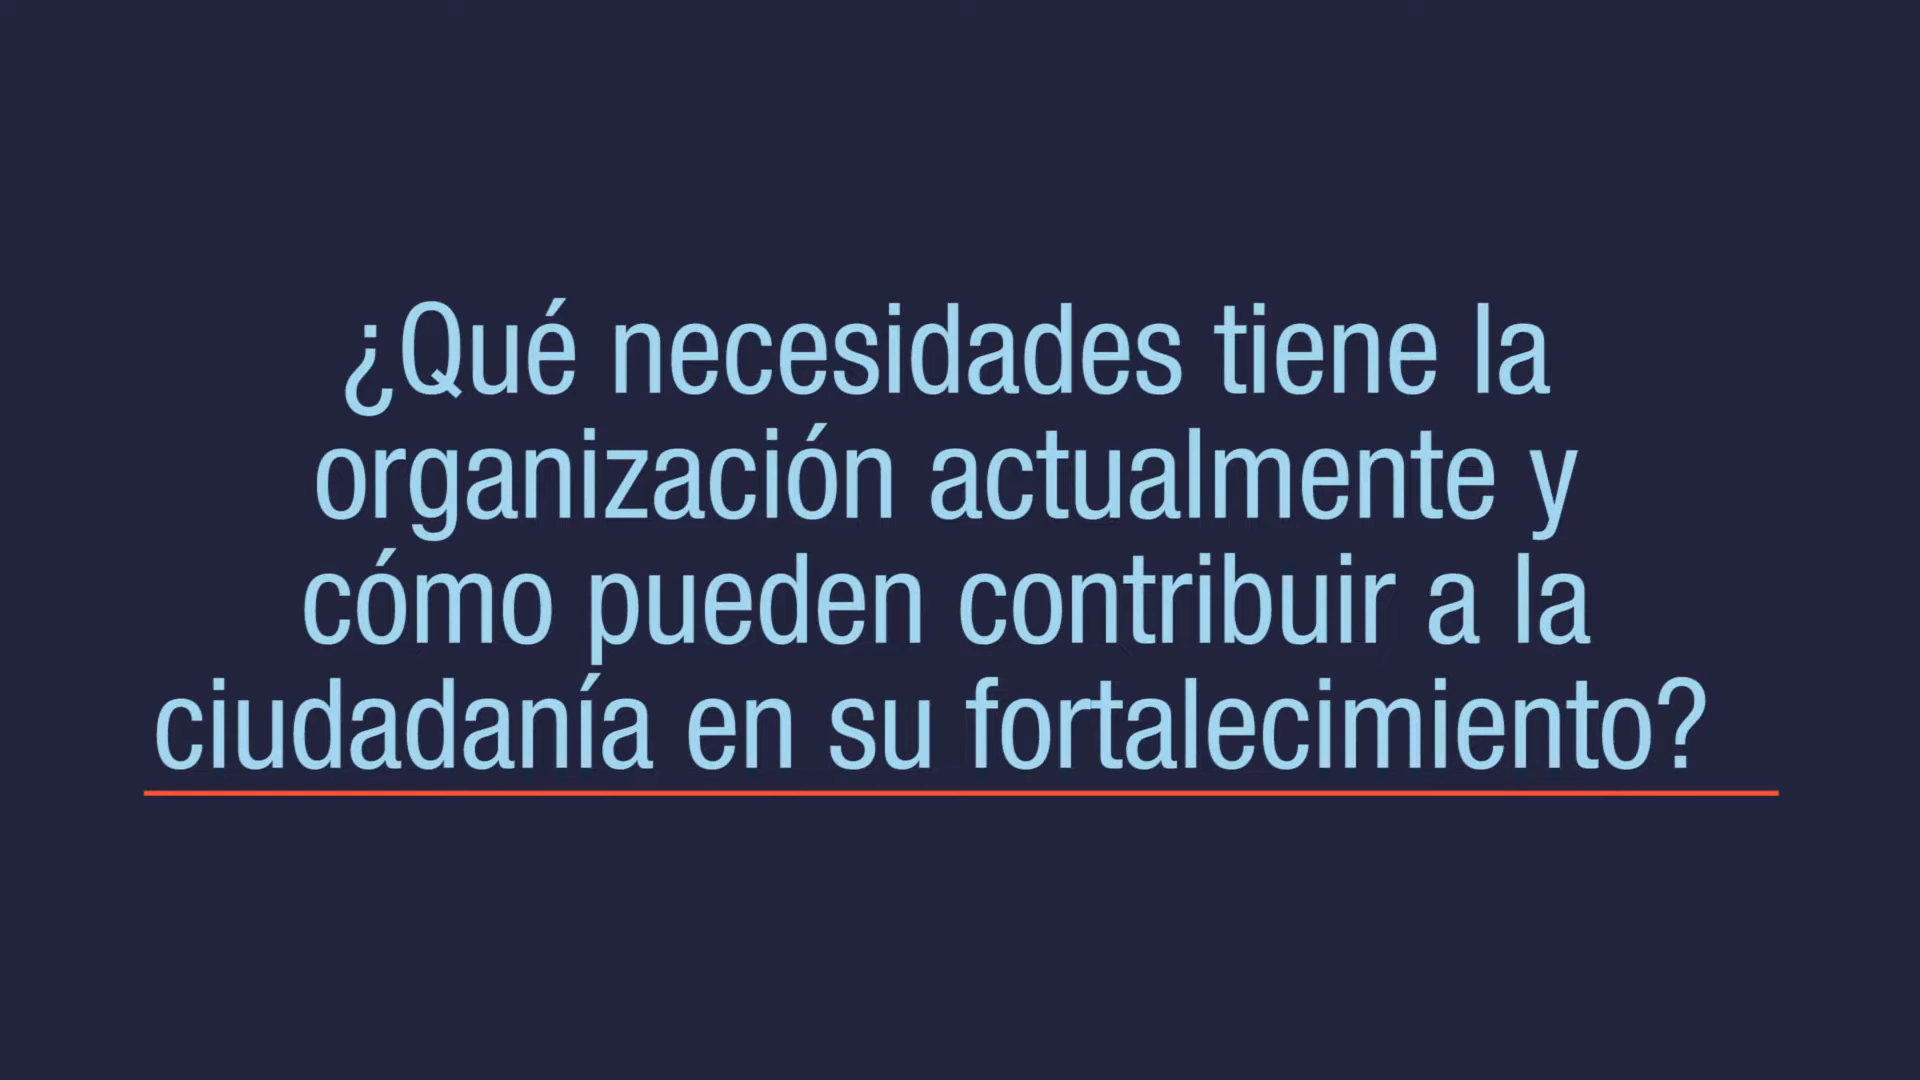 ¿Qué necesidades tiene la
organización actualmente y
cómo pueden contribuir a la
ciudadanía en su fortalecimiento?